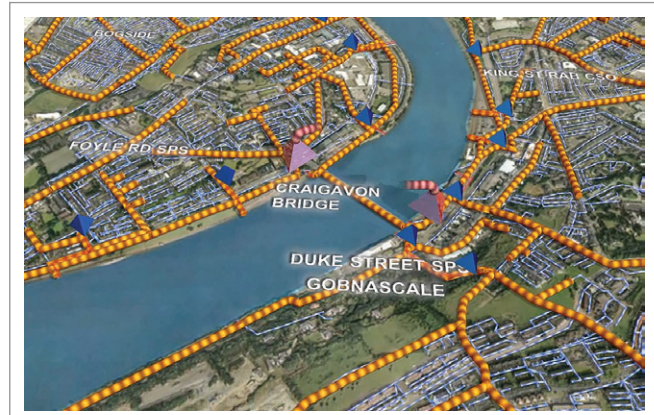 BOGSIDE
KING ST RAB CSO
FOYLE RD SPS
CRAIGAVON
BRIDGE
DUKE STREET SPS
GOBNASCALE